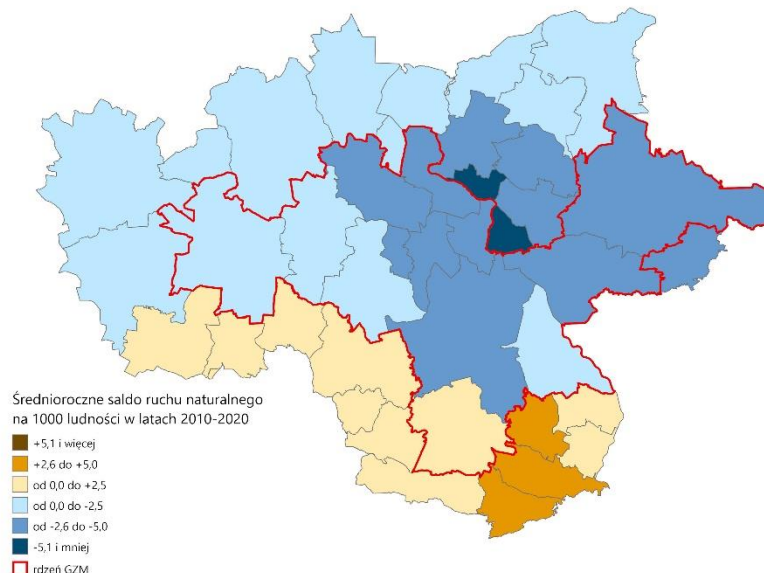 Średnioroczne saldo ruchu naturalnego
na 1000 ludności w latach 2010-2020
+5,1 i więcej
+2,6 do +5,0
od 0,0 do +2,5
od 0,0 do -2,5
od -2,6 do -5,0
-5,1 i mniej
rdzeń GZM